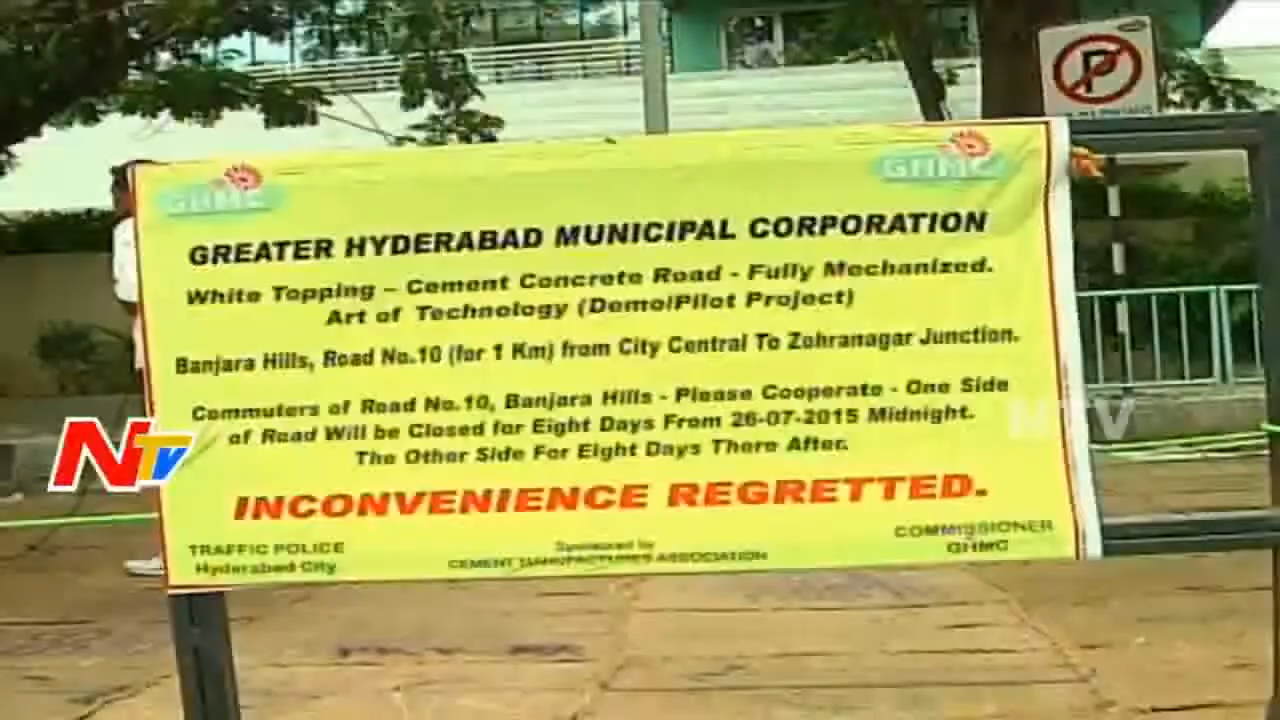 P
GHMC
GHMC
GREATER HYDERABAD MUNICIPAL CORPORATION
White Topping – Cement Concrete Road - Fully Mechanized.
Art of Technology (Demo/Pilot Project)
Banjara Hills, Road No.10 (for 1 Km) from City Central To Zohranagar Junction.
Commuters of Road No.10, Banjara Hills - Please Cooperate - One Side
of Road Will be Closed for Eight Days From 26-07-2015 Midnight.
The Other Side For Eight Days There After.
INCONVENIENCE REGRETTED.
TRAFFIC POLICE
Hyderabad City
Sponsored by
CEMENT MANUFACTURES ASSOCIATION
COMMISSIONER
GHMC
NTV
NTV